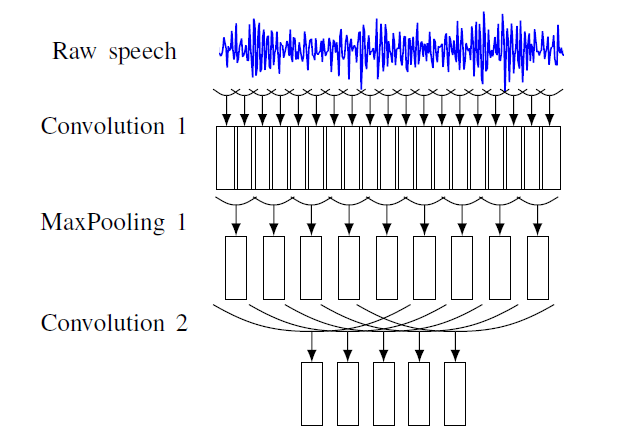 Raw speech
Convolution 1
MaxPooling 1
Convolution 2